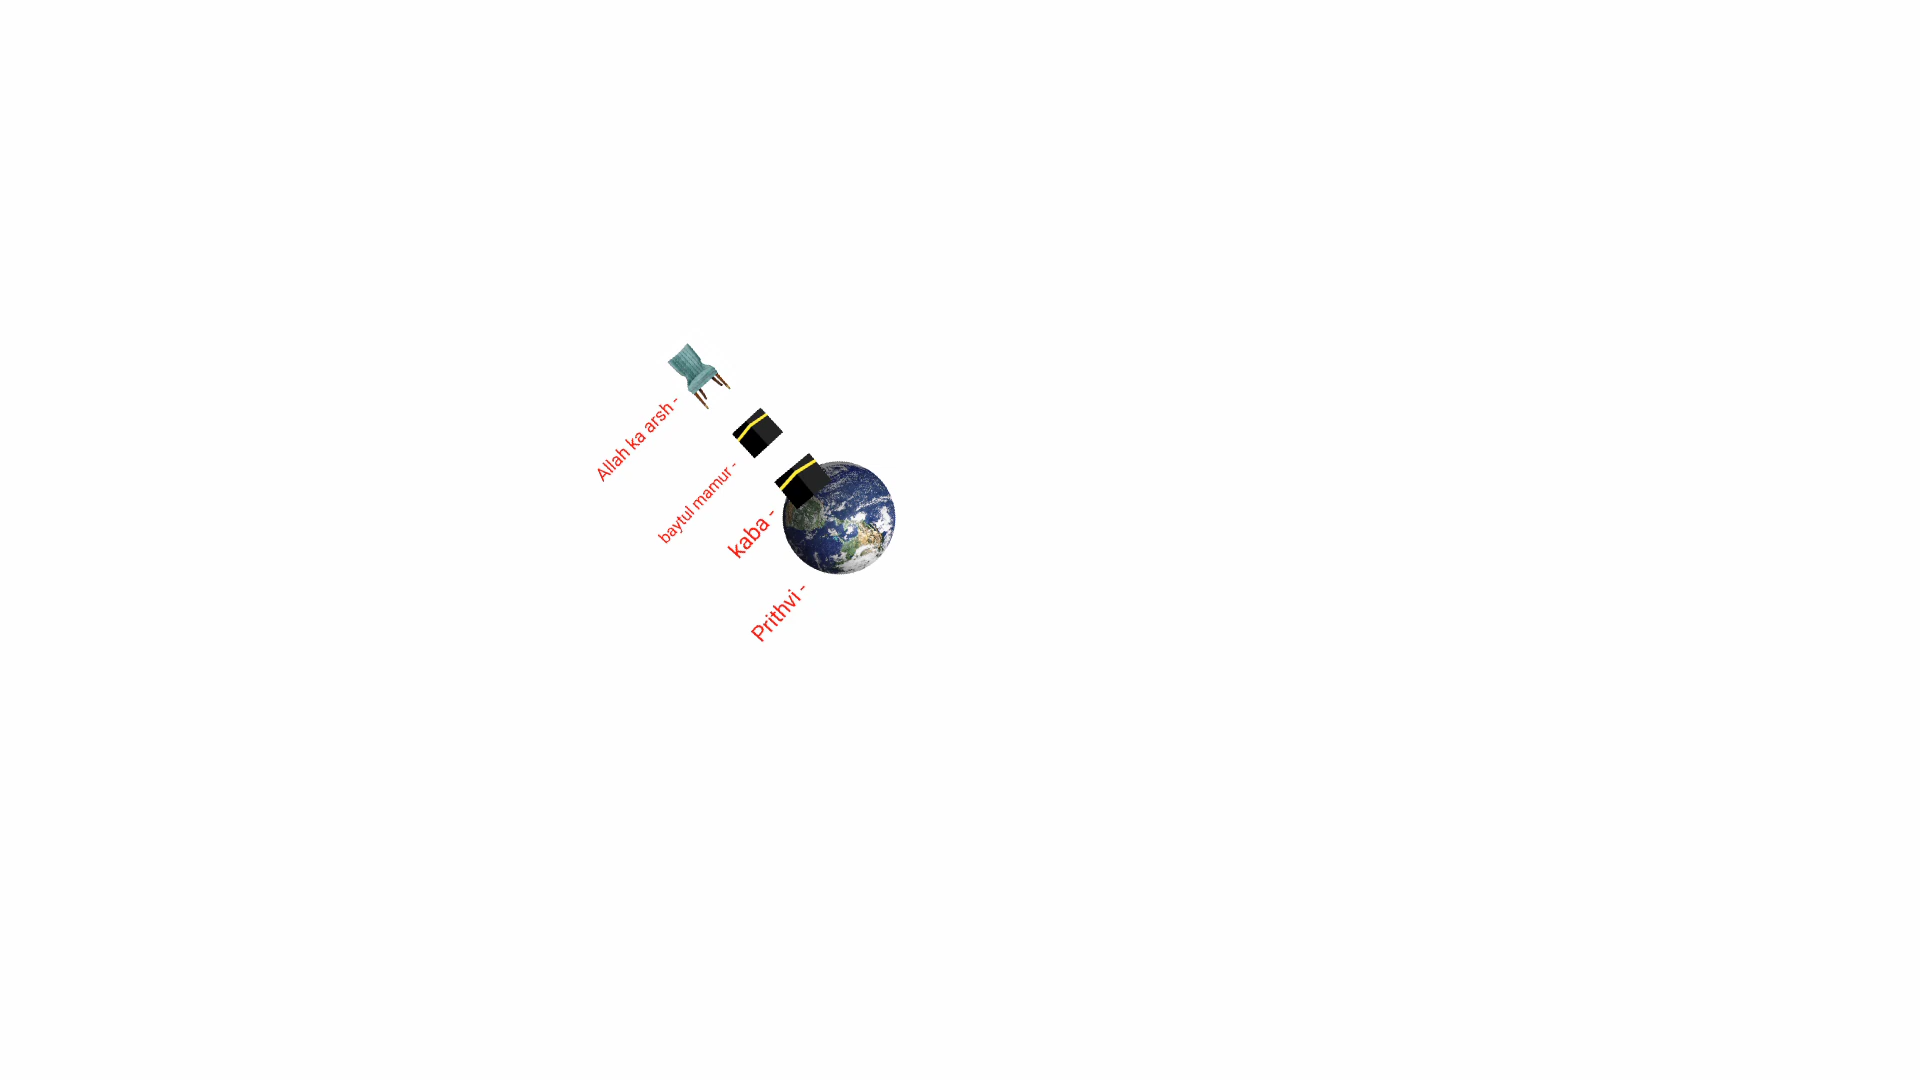 Allah ka arsh -
baytul mamur -
kaba -
Prithvi -